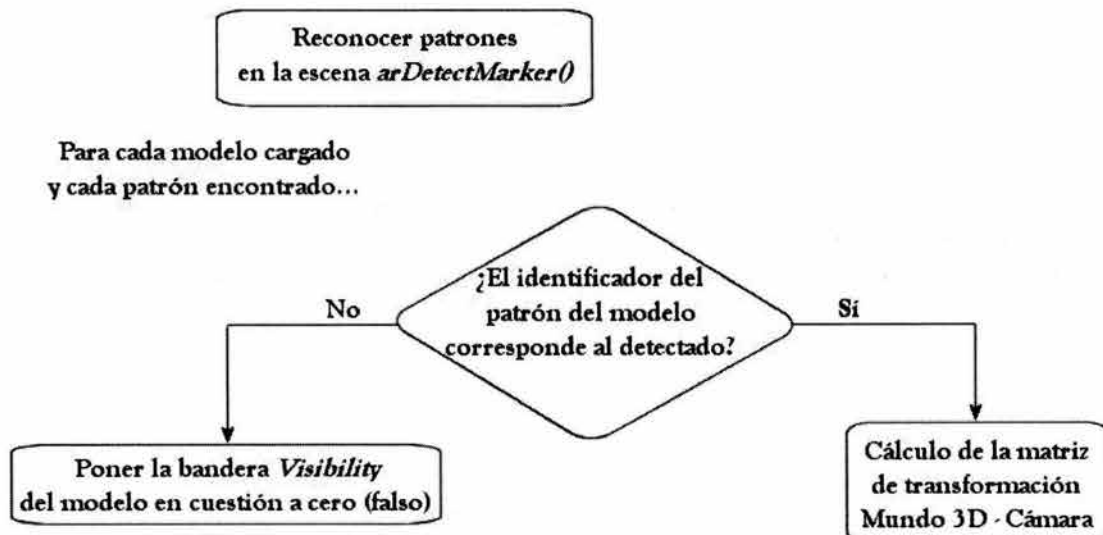 Reconocer patrones
en la escena arDetectMarker()
Para cada modelo cargado
y cada patrón encontrado...
¿El identificador del
patrón del modelo
corresponde al detectado?
No
Sí
Poner la bandera Visibility
del modelo en cuestión a cero (falso)
Cálculo de la matriz
de transformación
Mundo 3D - Cámara